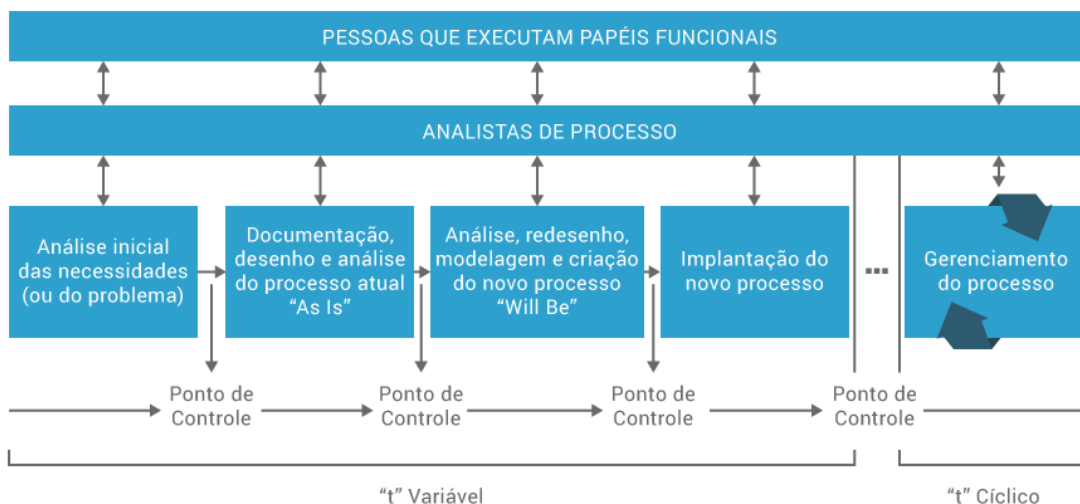 PESSOAS QUE EXECUTAM PAPÉIS FUNCIONAIS
ANALISTAS DE PROCESSO
Análise inicial
das necessidades
(ou do problema)
Documentação,
desenho e análise
do processo atual
“As Is”
Análise, redesenho,
modelagem e criação
do novo processo
“Will Be”
Implantação do
novo processo
...
Gerenciamento
do processo
Ponto de
Controle
Ponto de
Controle
Ponto de
Controle
Ponto de
Controle
“t” Variável
“t” Cíclico